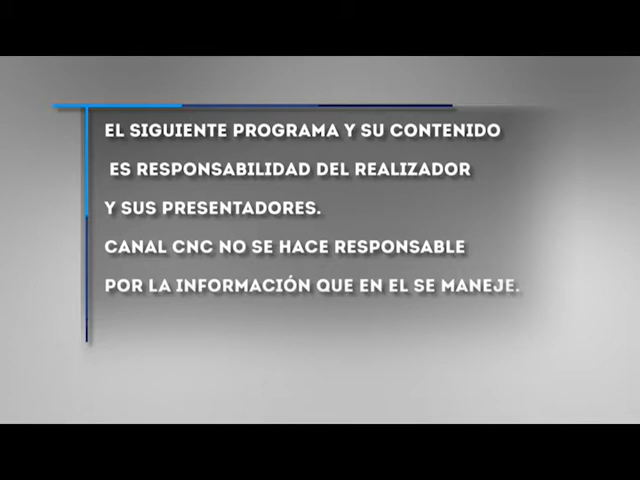 EL SIGUIENTE PROGRAMA Y SU CONTENIDO
ES RESPONSABILIDAD DEL REALIZADOR
Y SUS PRESENTADORES.
CANAL CNC NO SE HACE RESPONSABLE
POR LA INFORMACIÓN QUE EN EL SE MANEJE.